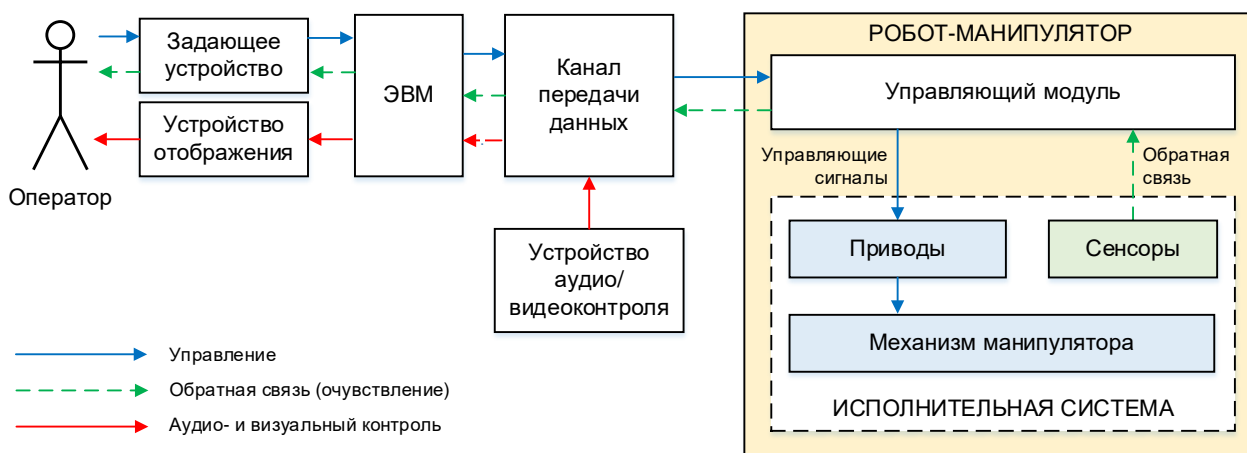 Оператор
Задающее
устройство
Устройство
отображения
ЭВМ
Канал
передачи
данных
Устройство
аудио/
видеоконтроля
РОБОТ-МАНИПУЛЯТОР
Управляющий модуль
Управляющие
сигналы
Обратная
связь
Приводы
Сенсоры
Механизм манипулятора
ИСПОЛНИТЕЛЬНАЯ СИСТЕМА
Управление
Обратная связь (очувствление)
Аудио- и визуальный контроль